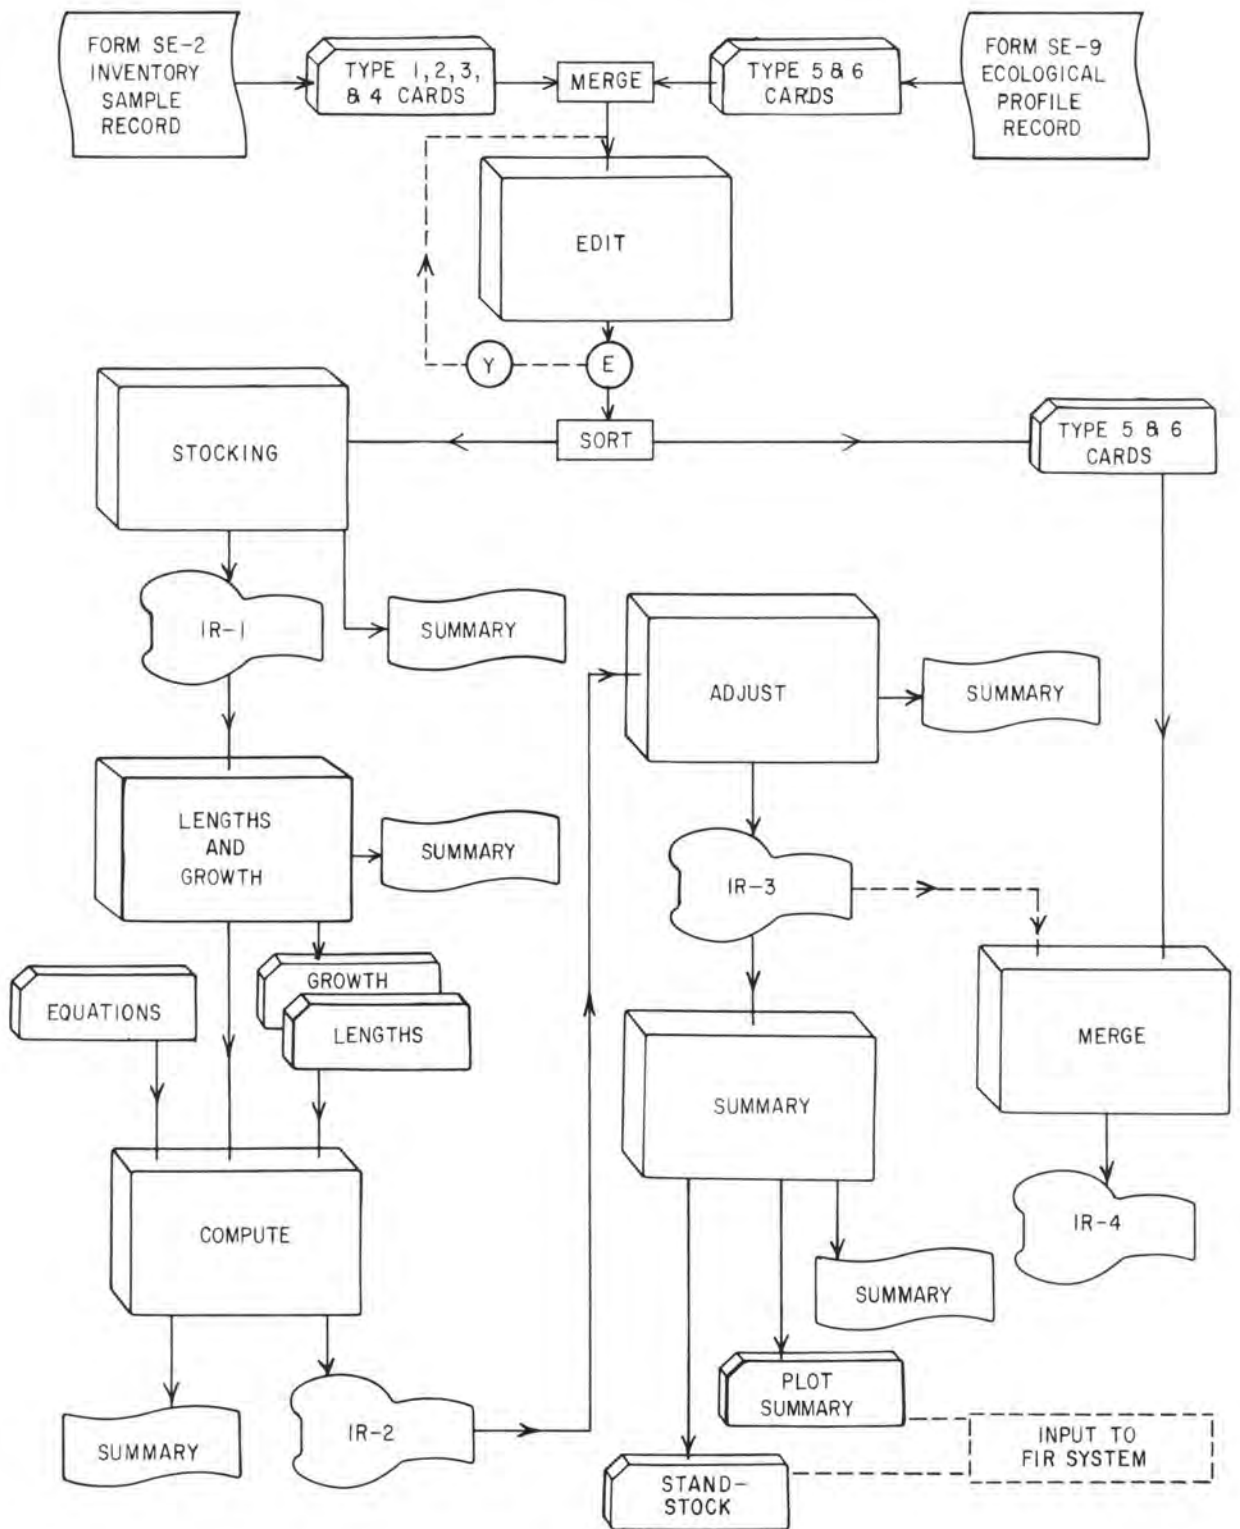 FORM SE-2
INVENTORY
SAMPLE
RECORD
TYPE 1, 2, 3,
& 4 CARDS
MERGE
TYPE 5 & 6
CARDS
FORM SE-9
ECOLOGICAL
PROFILE
RECORD
EDIT
Y
E
SORT
STOCKING
TYPE 5 & 6
CARDS
IR-1
SUMMARY
ADJUST
SUMMARY
LENGTHS
AND
GROWTH
SUMMARY
IR-3
EQUATIONS
GROWTH
LENGTHS
SUMMARY
MERGE
COMPUTE
IR-4
SUMMARY
SUMMARY
IR-2
PLOT
SUMMARY
INPUT TO
FIR SYSTEM
STAND-
STOCK